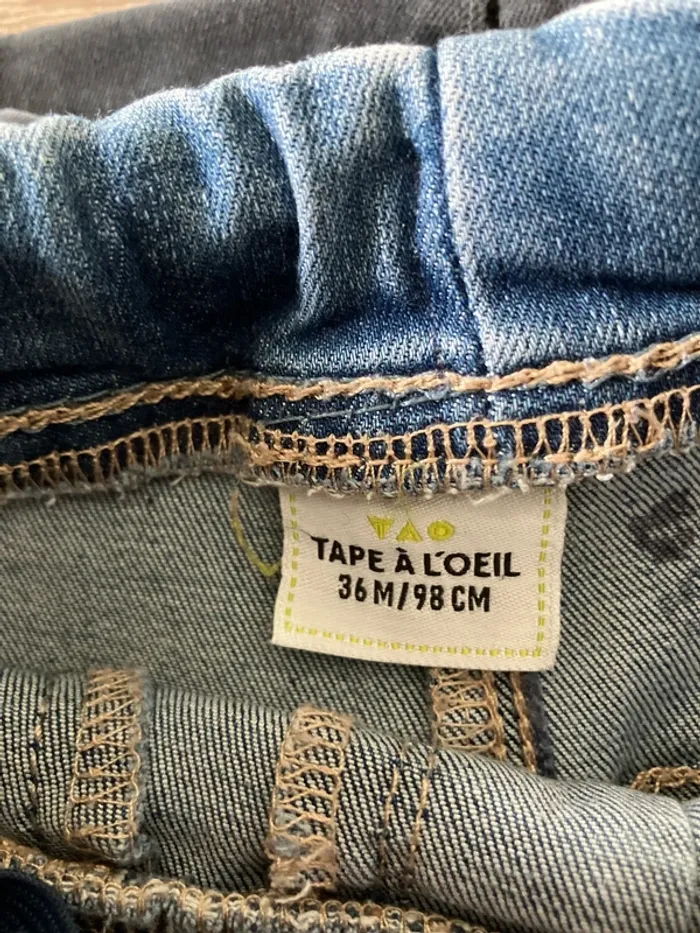 TAO
TAPE À L'OEIL
36 M/98 CM